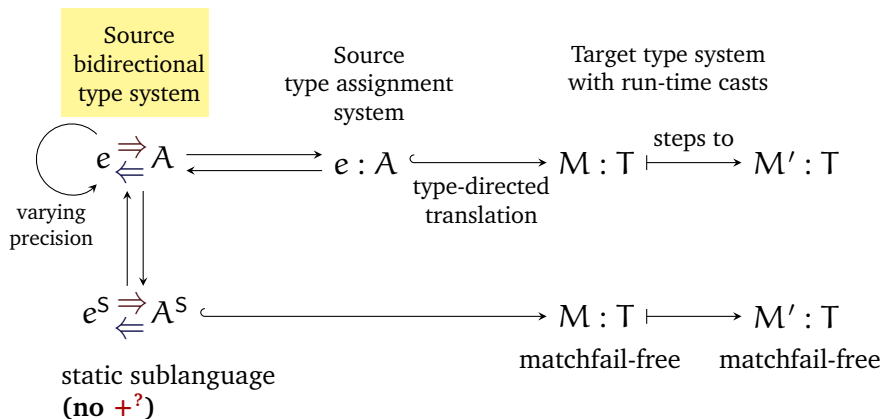 Source
bidirectional
type system
Source
type assignment
system
Target type system
with run-time casts
e ⇒ ⇐ A
e : A
M : T
steps to
M′ : T
varying
precision
type-directed
translation
eˢ ⇒ ⇐ Aˢ
M : T
M′ : T
matchfail-free
matchfail-free
static sublanguage
(no +?)